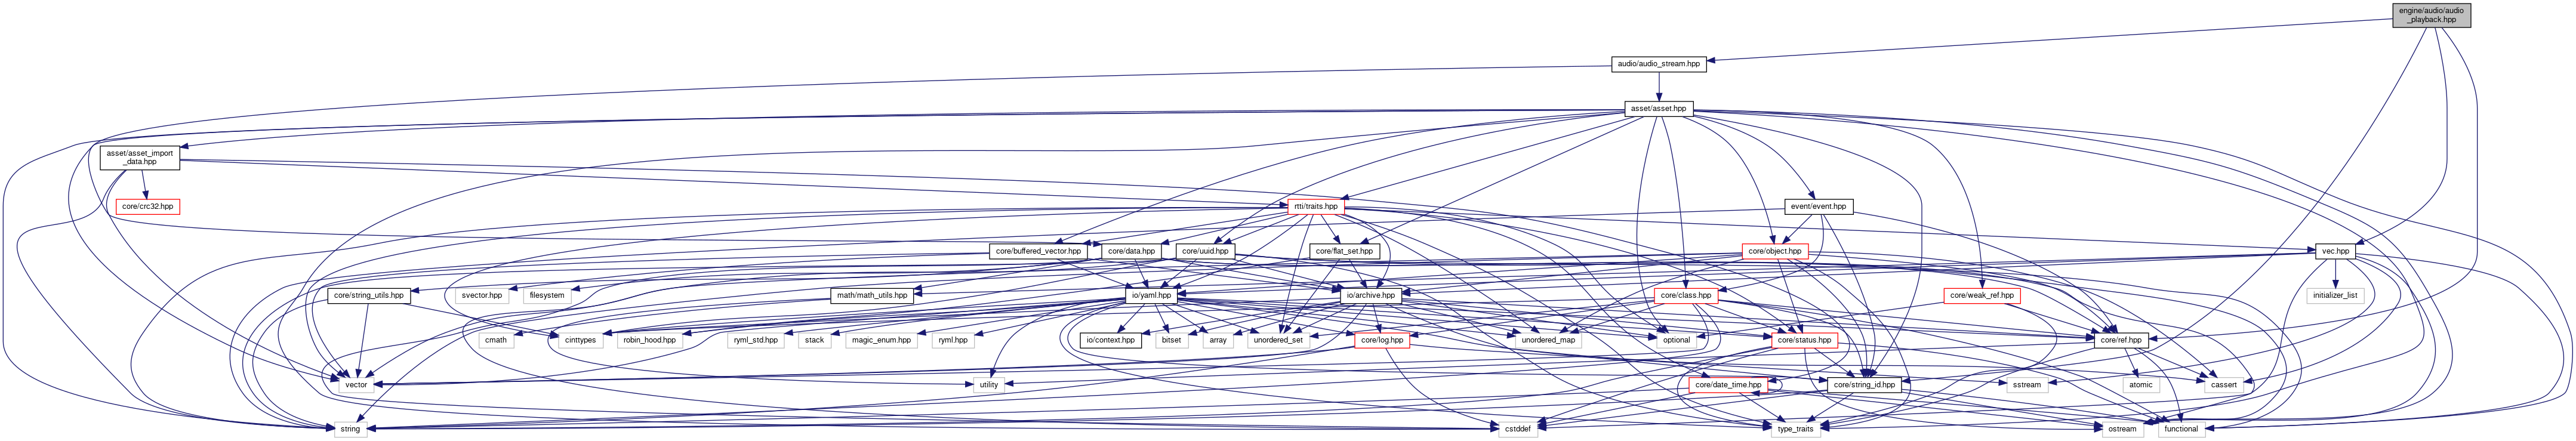 engine/audio/audio
_playback.hpp
audio/audio_stream.hpp
asset/asset.hpp
asset/asset_import
_data.hpp
core/crc32.hpp
rtti/traits.hpp
event/event.hpp
core/buffered_vector.hpp
core/data.hpp
core/uuid.hpp
core/flat_set.hpp
core/object.hpp
vec.hpp
core/string_utils.hpp
svector.hpp
filesystem
math/math_utils.hpp
io/yaml.hpp
io/archive.hpp
core/class.hpp
core/weak_ref.hpp
initializer_list
cmath
cinttypes
robin_hood.hpp
ryml_std.hpp
stack
magic_enum.hpp
ryml.hpp
io/context.hpp
bitset
array
unordered_set
core/log.hpp
unordered_map
optional
core/status.hpp
core/ref.hpp
vector
utility
core/date_time.hpp
core/string_id.hpp
sstream
atomic
cassert
string
cstddef
type_traits
ostream
functional